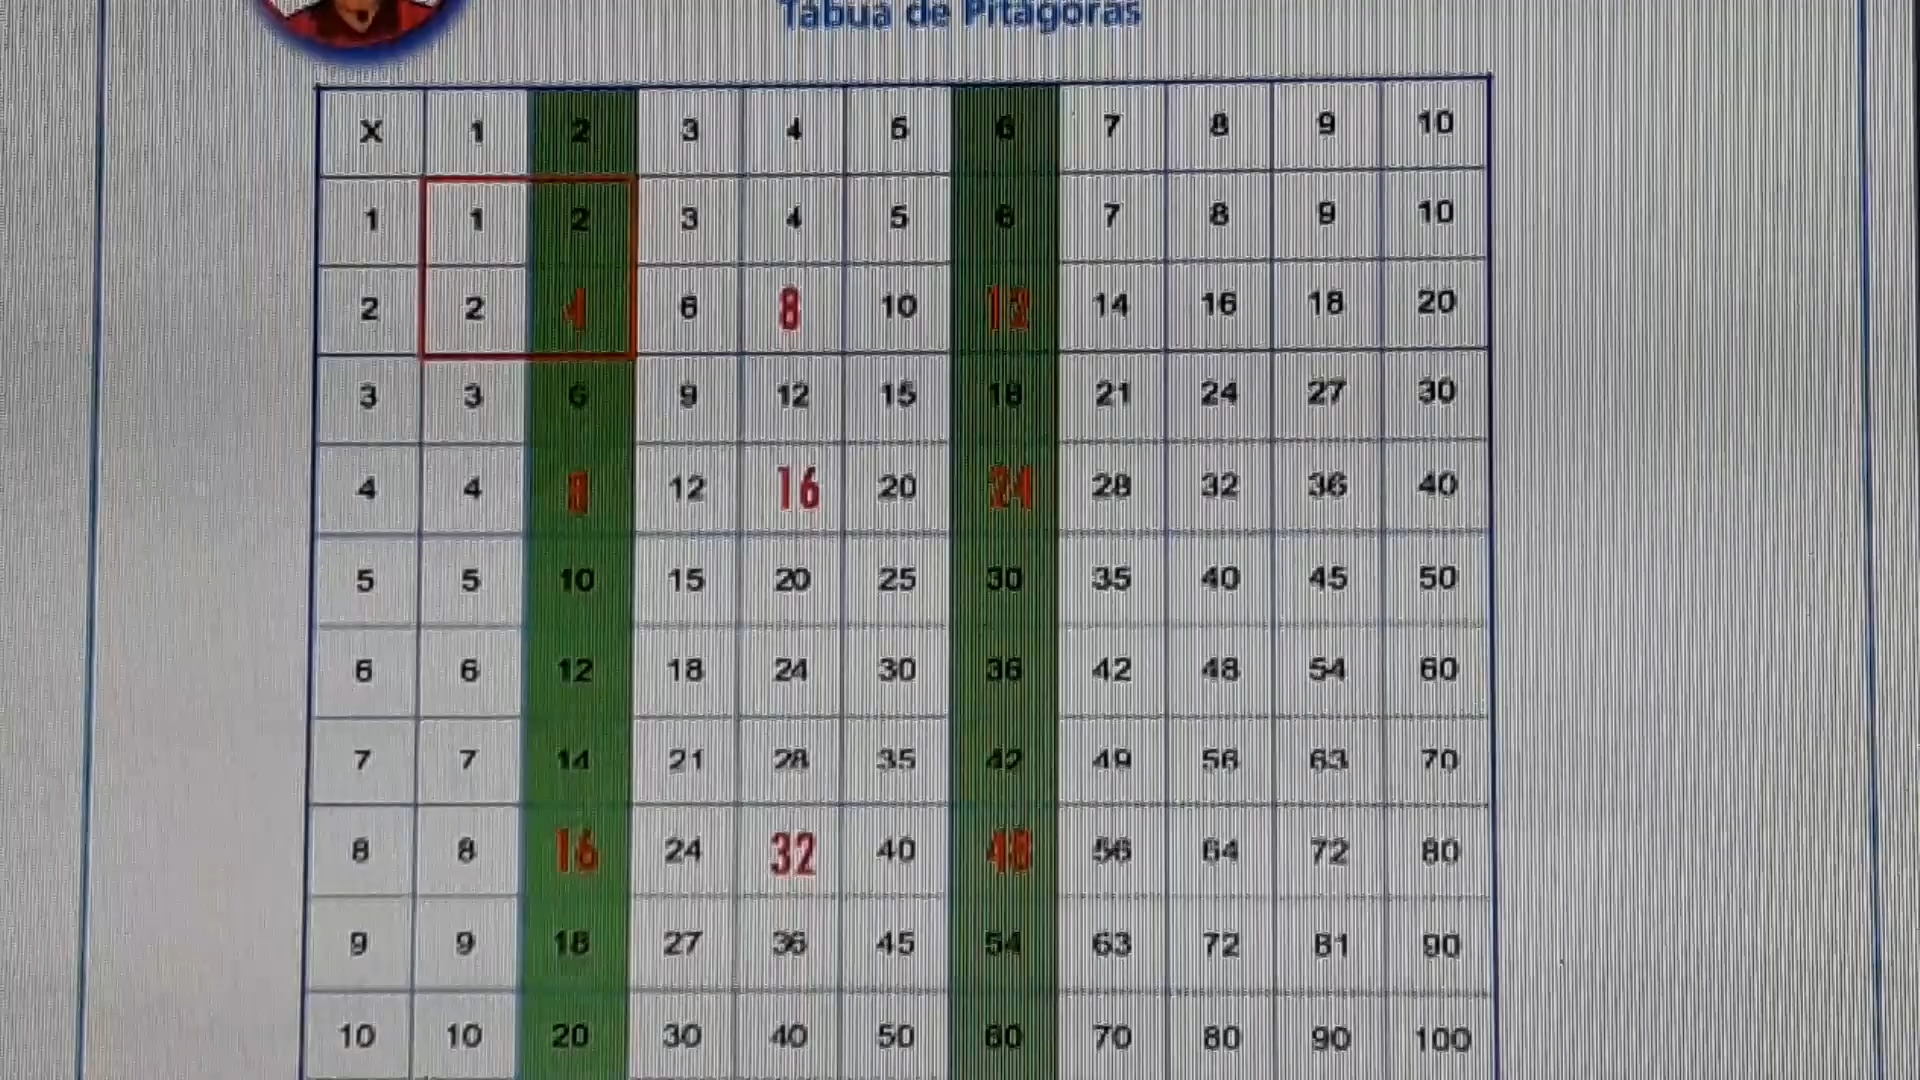 Tábua de Pitágoras
X 1 2 3 4 5 6 7 8 9 10
1 1 2 3 4 5 6 7 8 9 10
2 2 4 6 8 10 12 14 16 18 20
3 3 6 9 12 15 18 21 24 27 30
4 4 8 12 16 20 24 28 32 36 40
5 5 10 15 20 25 30 35 40 45 50
6 6 12 18 24 30 36 42 48 54 60
7 7 14 21 28 35 42 49 56 63 70
8 8 16 24 32 40 48 56 64 72 80
9 9 18 27 36 45 54 63 72 81 90
10 10 20 30 40 50 60 70 80 90 100